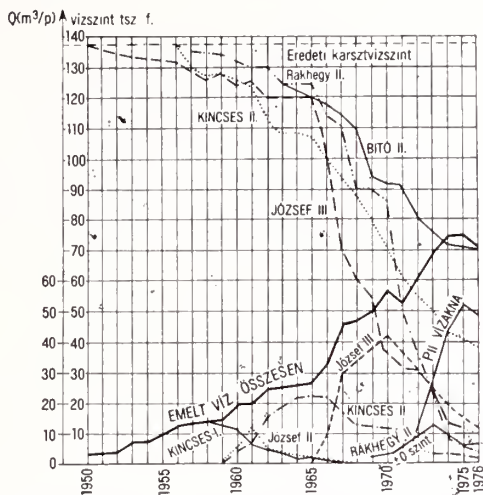 Q(m³/p) vízszint tsz f.
140
130
120
110
100
90
80
70
60 60
50 50
40 40
30 30
20 20
10 10
0 0
Eredeti karsztvízszint
Rákhegy II.
KINCSES II.
BITÓ II.
JÓZSEF III
EMELT VÍZ ÖSSZESEN
József III
PII VÍZAKNA
KINCSES I.
József II
KINCSES II
RÁKHEGY II
±0 szint
1950
1955
1960
1965
1970
1975
1976